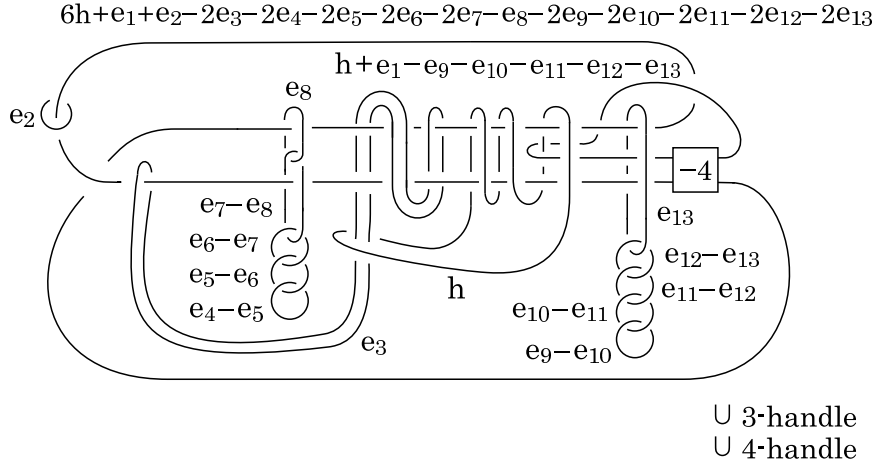 6h+e₁+e₂−2e₃−2e₄−2e₅−2e₆−2e₇−e₈−2e₉−2e₁₀−2e₁₁−2e₁₂−2e₁₃
h+e₁−e₉−e₁₀−e₁₁−e₁₂−e₁₃
e₈
e₂
−4
e₇−e₈
e₁₃
e₆−e₇
e₁₂−e₁₃
e₅−e₆
h
e₁₁−e₁₂
e₄−e₅
e₁₀−e₁₁
e₃
e₉−e₁₀
∪ 3-handle
∪ 4-handle